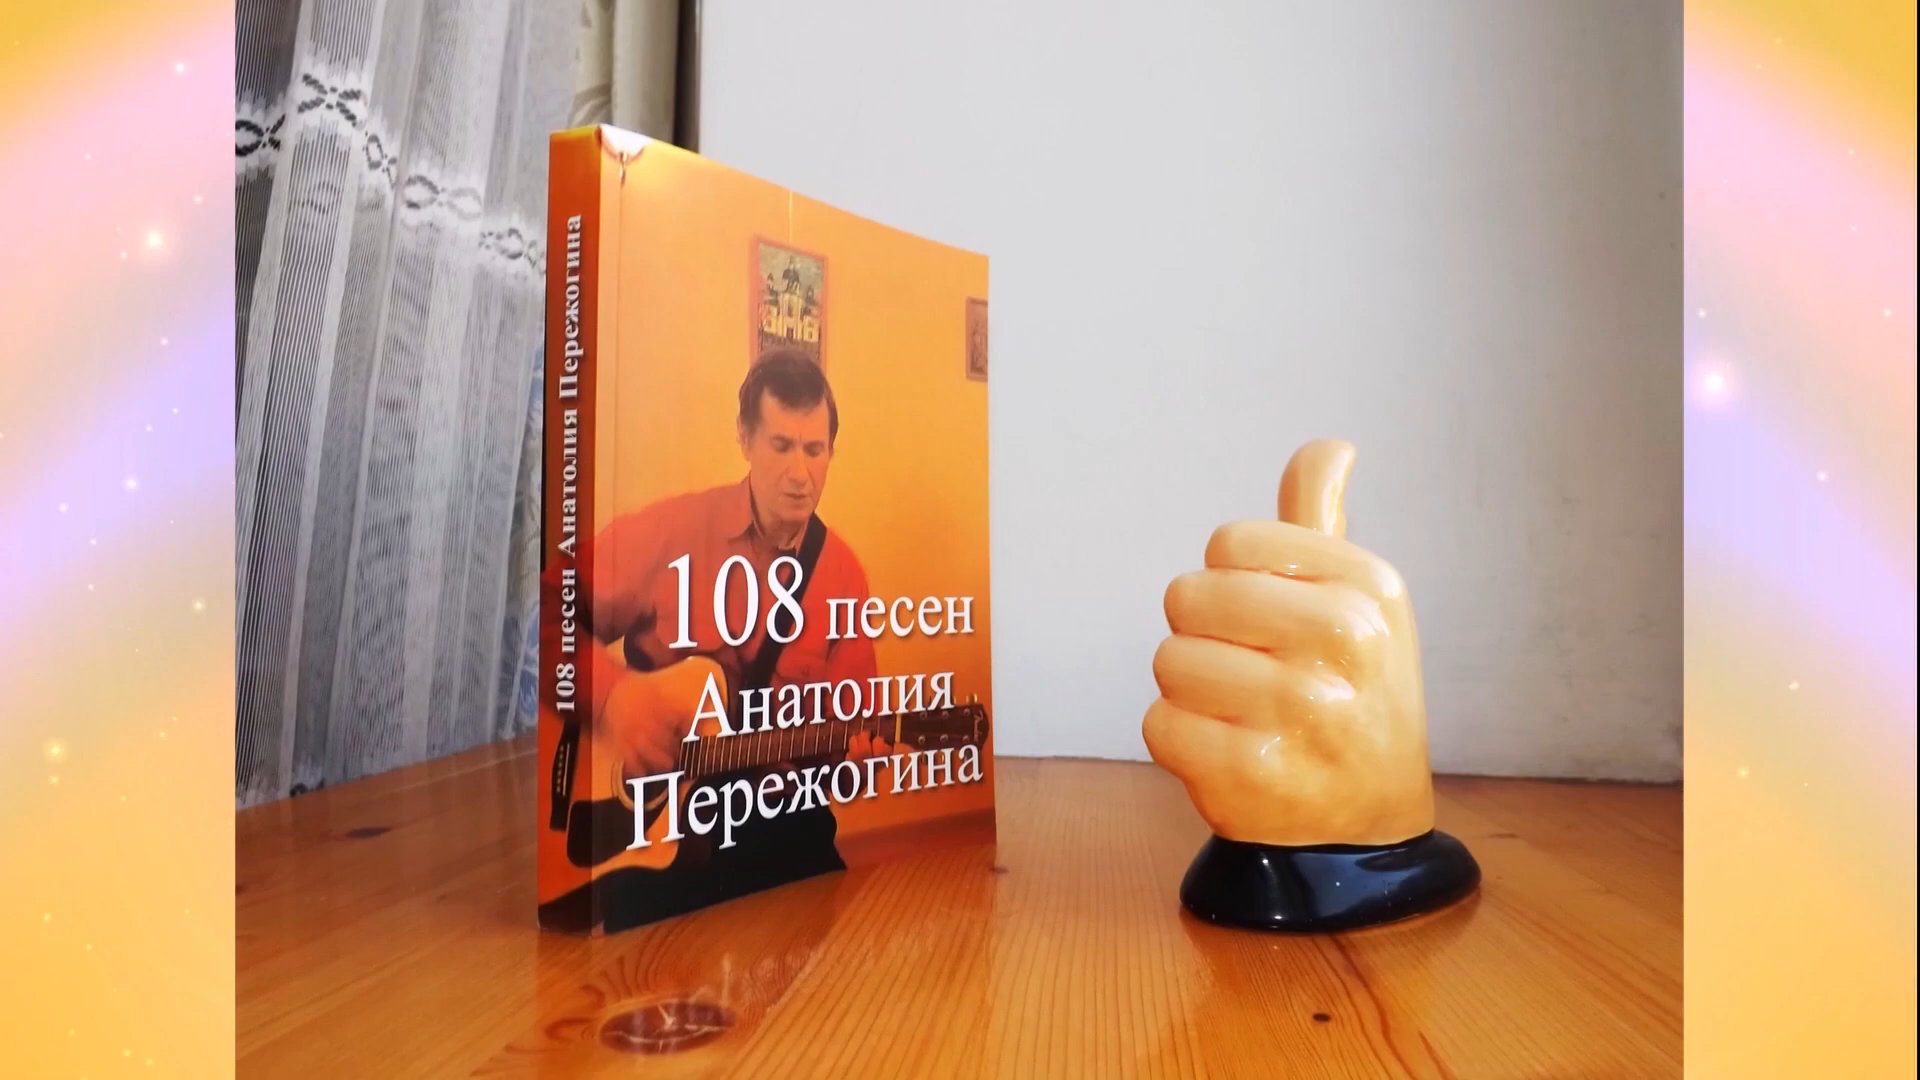 108 песен Анатолия Пережогина
108 песен
Анатолия
Пережогина